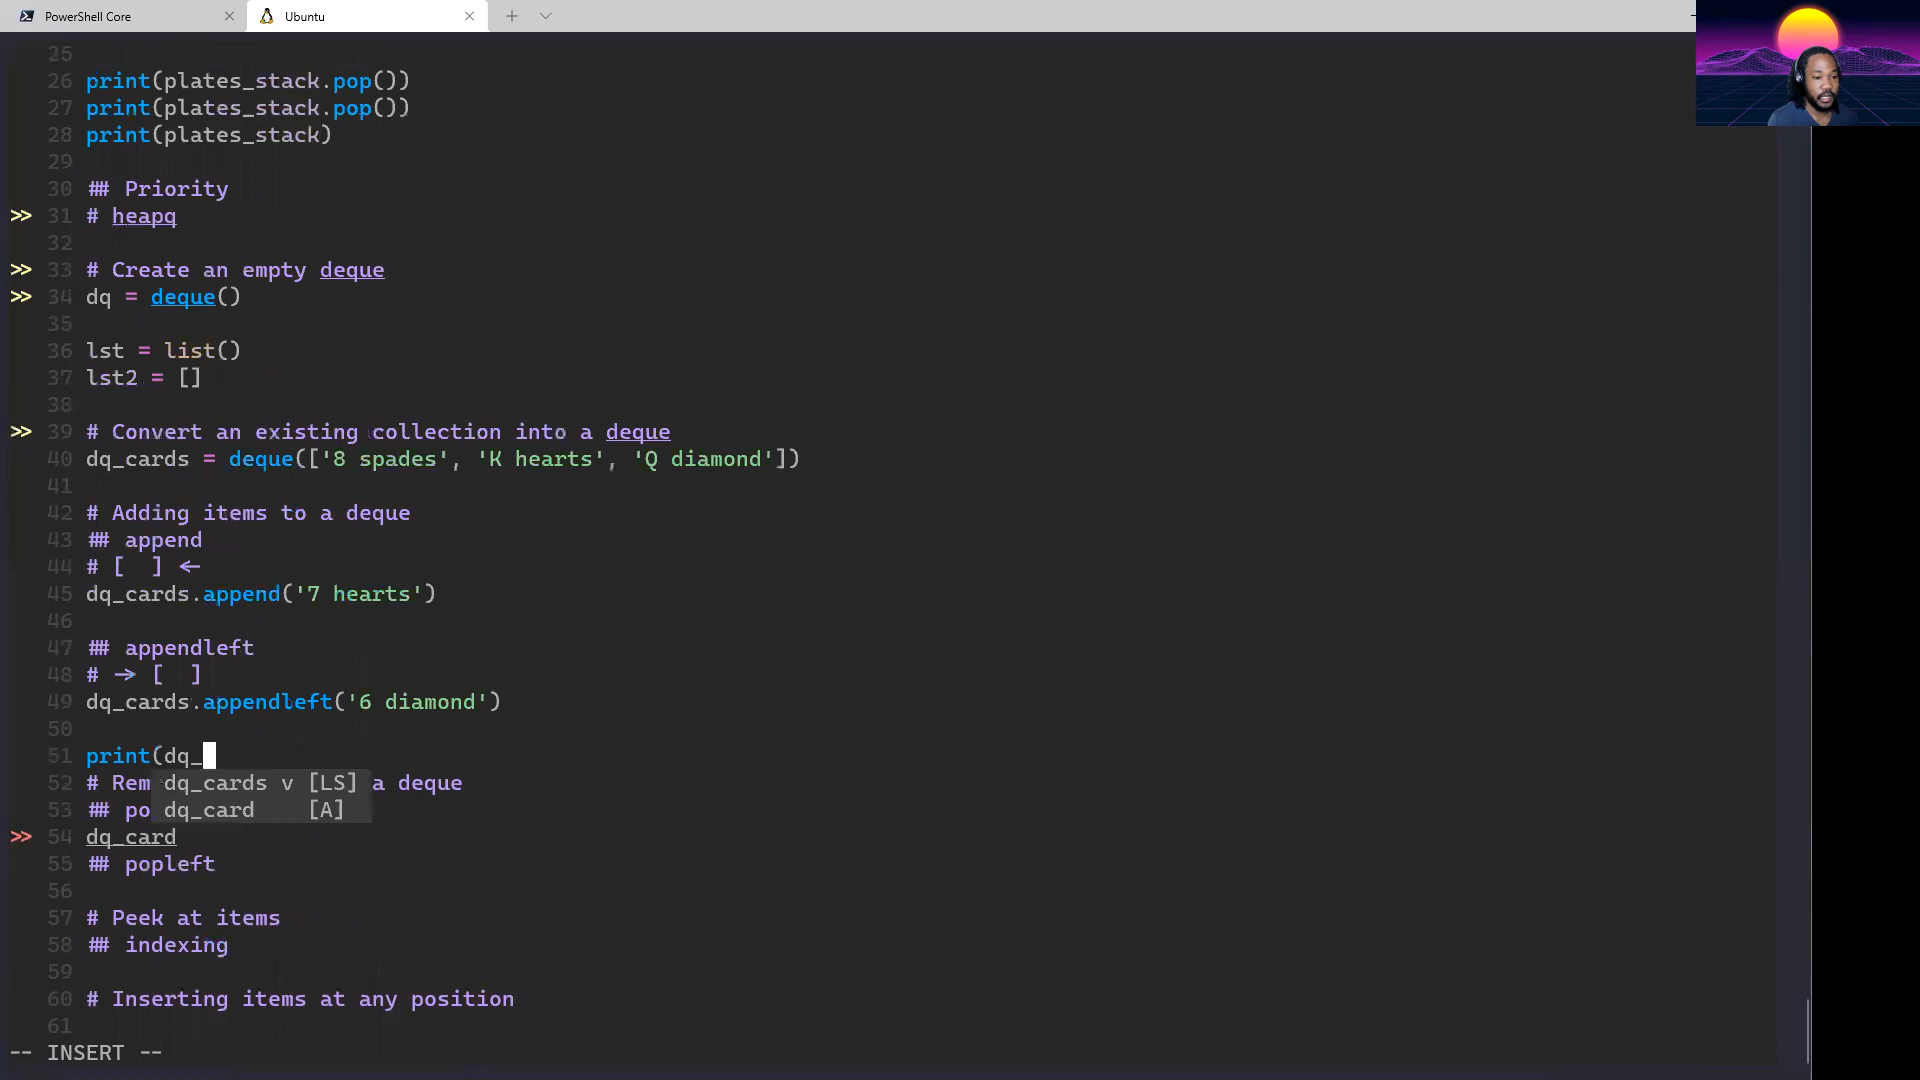 PowerShell Core
Ubuntu
25
26 print(plates_stack.pop())
27 print(plates_stack.pop())
28 print(plates_stack)
29
30 ## Priority
>> 31 # heapq
32
>> 33 # Create an empty deque
>> 34 dq = deque()
35
36 lst = list()
37 lst2 = []
38
>> 39 # Convert an existing collection into a deque
40 dq_cards = deque(['8 spades', 'K hearts', 'Q diamond'])
41
42 # Adding items to a deque
43 ## append
44 # [  ] <-
45 dq_cards.append('7 hearts')
46
47 ## appendleft
48 # -> [  ]
49 dq_cards.appendleft('6 diamond')
50
51 print(dq_
52 # Rem dq_cards v [LS] a deque
53 ## po dq_card [A]
>> 54 dq_card
55 ## popleft
56
57 # Peek at items
58 ## indexing
59
60 # Inserting items at any position
61
-- INSERT --